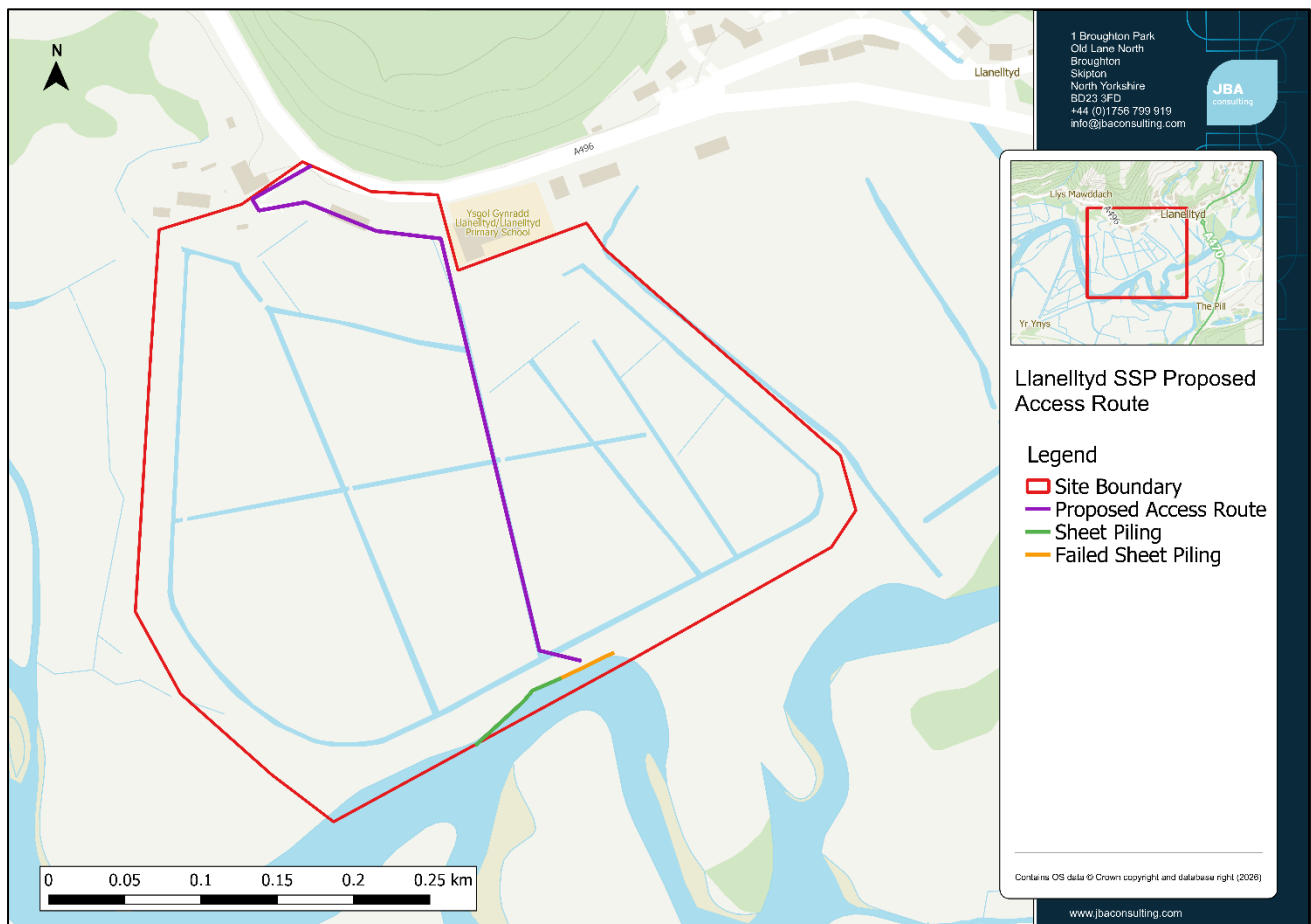 N
Llanelltyd
A496
Ysgol Gynradd
Llanelltyd/Llanelltyd
Primary School
0 0.05 0.1 0.15 0.2 0.25 km
1 Broughton Park
Old Lane North
Broughton
Skipton
North Yorkshire
BD23 3FD
+44 (0)1756 799 919
info@jbaconsulting.com
JBA
consulting
Llys Mawddach
A496
Llanelltyd
A470
The Pill
Yr Ynys
Llanelltyd SSP Proposed
Access Route
Legend
Site Boundary
Proposed Access Route
Sheet Piling
Failed Sheet Piling
Contains OS data © Crown copyright and database right (2026)
www.jbaconsulting.com